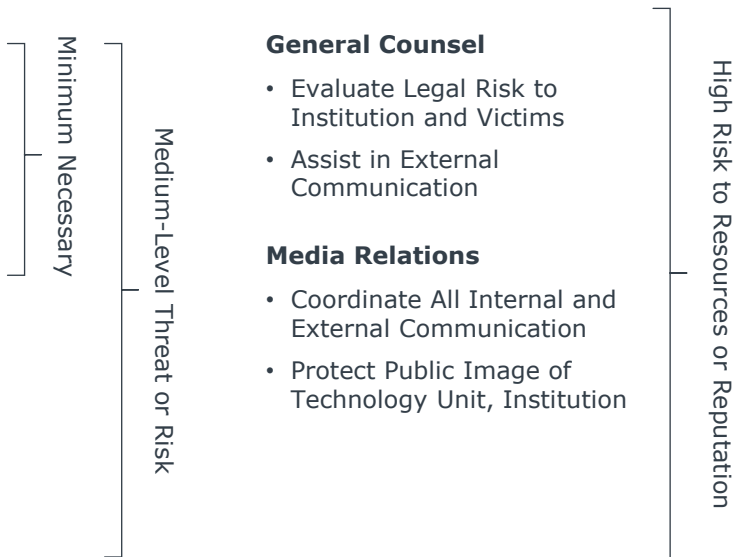 Minimum Necessary
Medium-Level Threat or Risk
General Counsel
• Evaluate Legal Risk to
Institution and Victims
• Assist in External
Communication
Media Relations
• Coordinate All Internal and
External Communication
• Protect Public Image of
Technology Unit, Institution
High Risk to Resources or Reputation